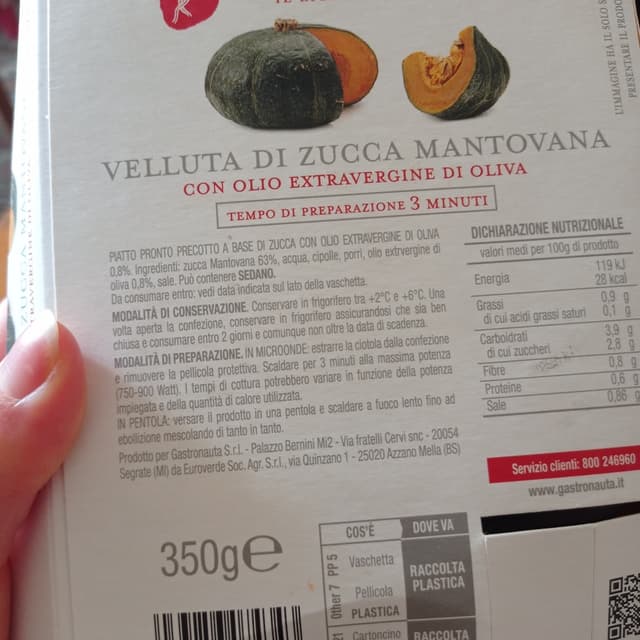 VELLUTA DI ZUCCA MANTOVANA
CON OLIO EXTRAVERGINE DI OLIVA
TEMPO DI PREPARAZIONE 3 MINUTI
PIATTO PRONTO PRECOTTO A BASE DI ZUCCA CON OLIO EXTRAVERGINE DI OLIVA
0,8%. Ingredienti: zucca Mantovana 63%, acqua, cipolle, porri, olio extrvergine di
oliva 0,8%, sale. Può contenere SEDANO.
Da consumare entro: vedi data indicata sul lato della vaschetta.
MODALITÀ DI CONSERVAZIONE. Conservare in frigorifero tra +2°C e +6°C. Una
volta aperta la confezione, conservare in frigorifero assicurandosi che sia ben
chiusa e consumare entro 2 giorni e comunque non oltre la data di scadenza.
MODALITÀ DI PREPARAZIONE. IN MICROONDE: estrarre la ciotola dalla confezione
e rimuovere la pellicola protettiva. Scaldare per 3 minuti alla massima potenza
(750-900 Watt). I tempi di cottura potrebbero variare in funzione della potenza
impiegata e della quantità di calore utilizzata.
IN PENTOLA: versare il prodotto in una pentola e scaldare a fuoco lento fino ad
ebolizione mescolando di tanto in tanto.
Prodotto per Gastronauta S.r.l. - Palazzo Bernini Mi2 - Via fratelli Cervi snc - 20054
Segrate (MI) da Euroverde Soc. Agr. S.r.l., via Quinzano 1 - 25020 Azzano Mella (BS)
DICHIARAZIONE NUTRIZIONALE
valori medi per 100g di prodotto
Energia 119 kJ
28 kcal
Grassi 0,9 g
di cui acidi grassi saturi 0,1 g
Carboidrati 3,9 g
di cui zuccheri 2,8 g
Fibre 0,8 g
Proteine 0,6 g
Sale 0,86 g
Servizio clienti: 800 246960
www.gastronauta.it
350g e
COS'È DOVE VA
PP 5 Vaschetta
RACCOLTA
PLASTICA
Other 7 Pellicola
PLASTICA
21 Cartoncino RACCOLTA
L'IMMAGINE HA IL SOLO S
PRESENTARE IL PRODO